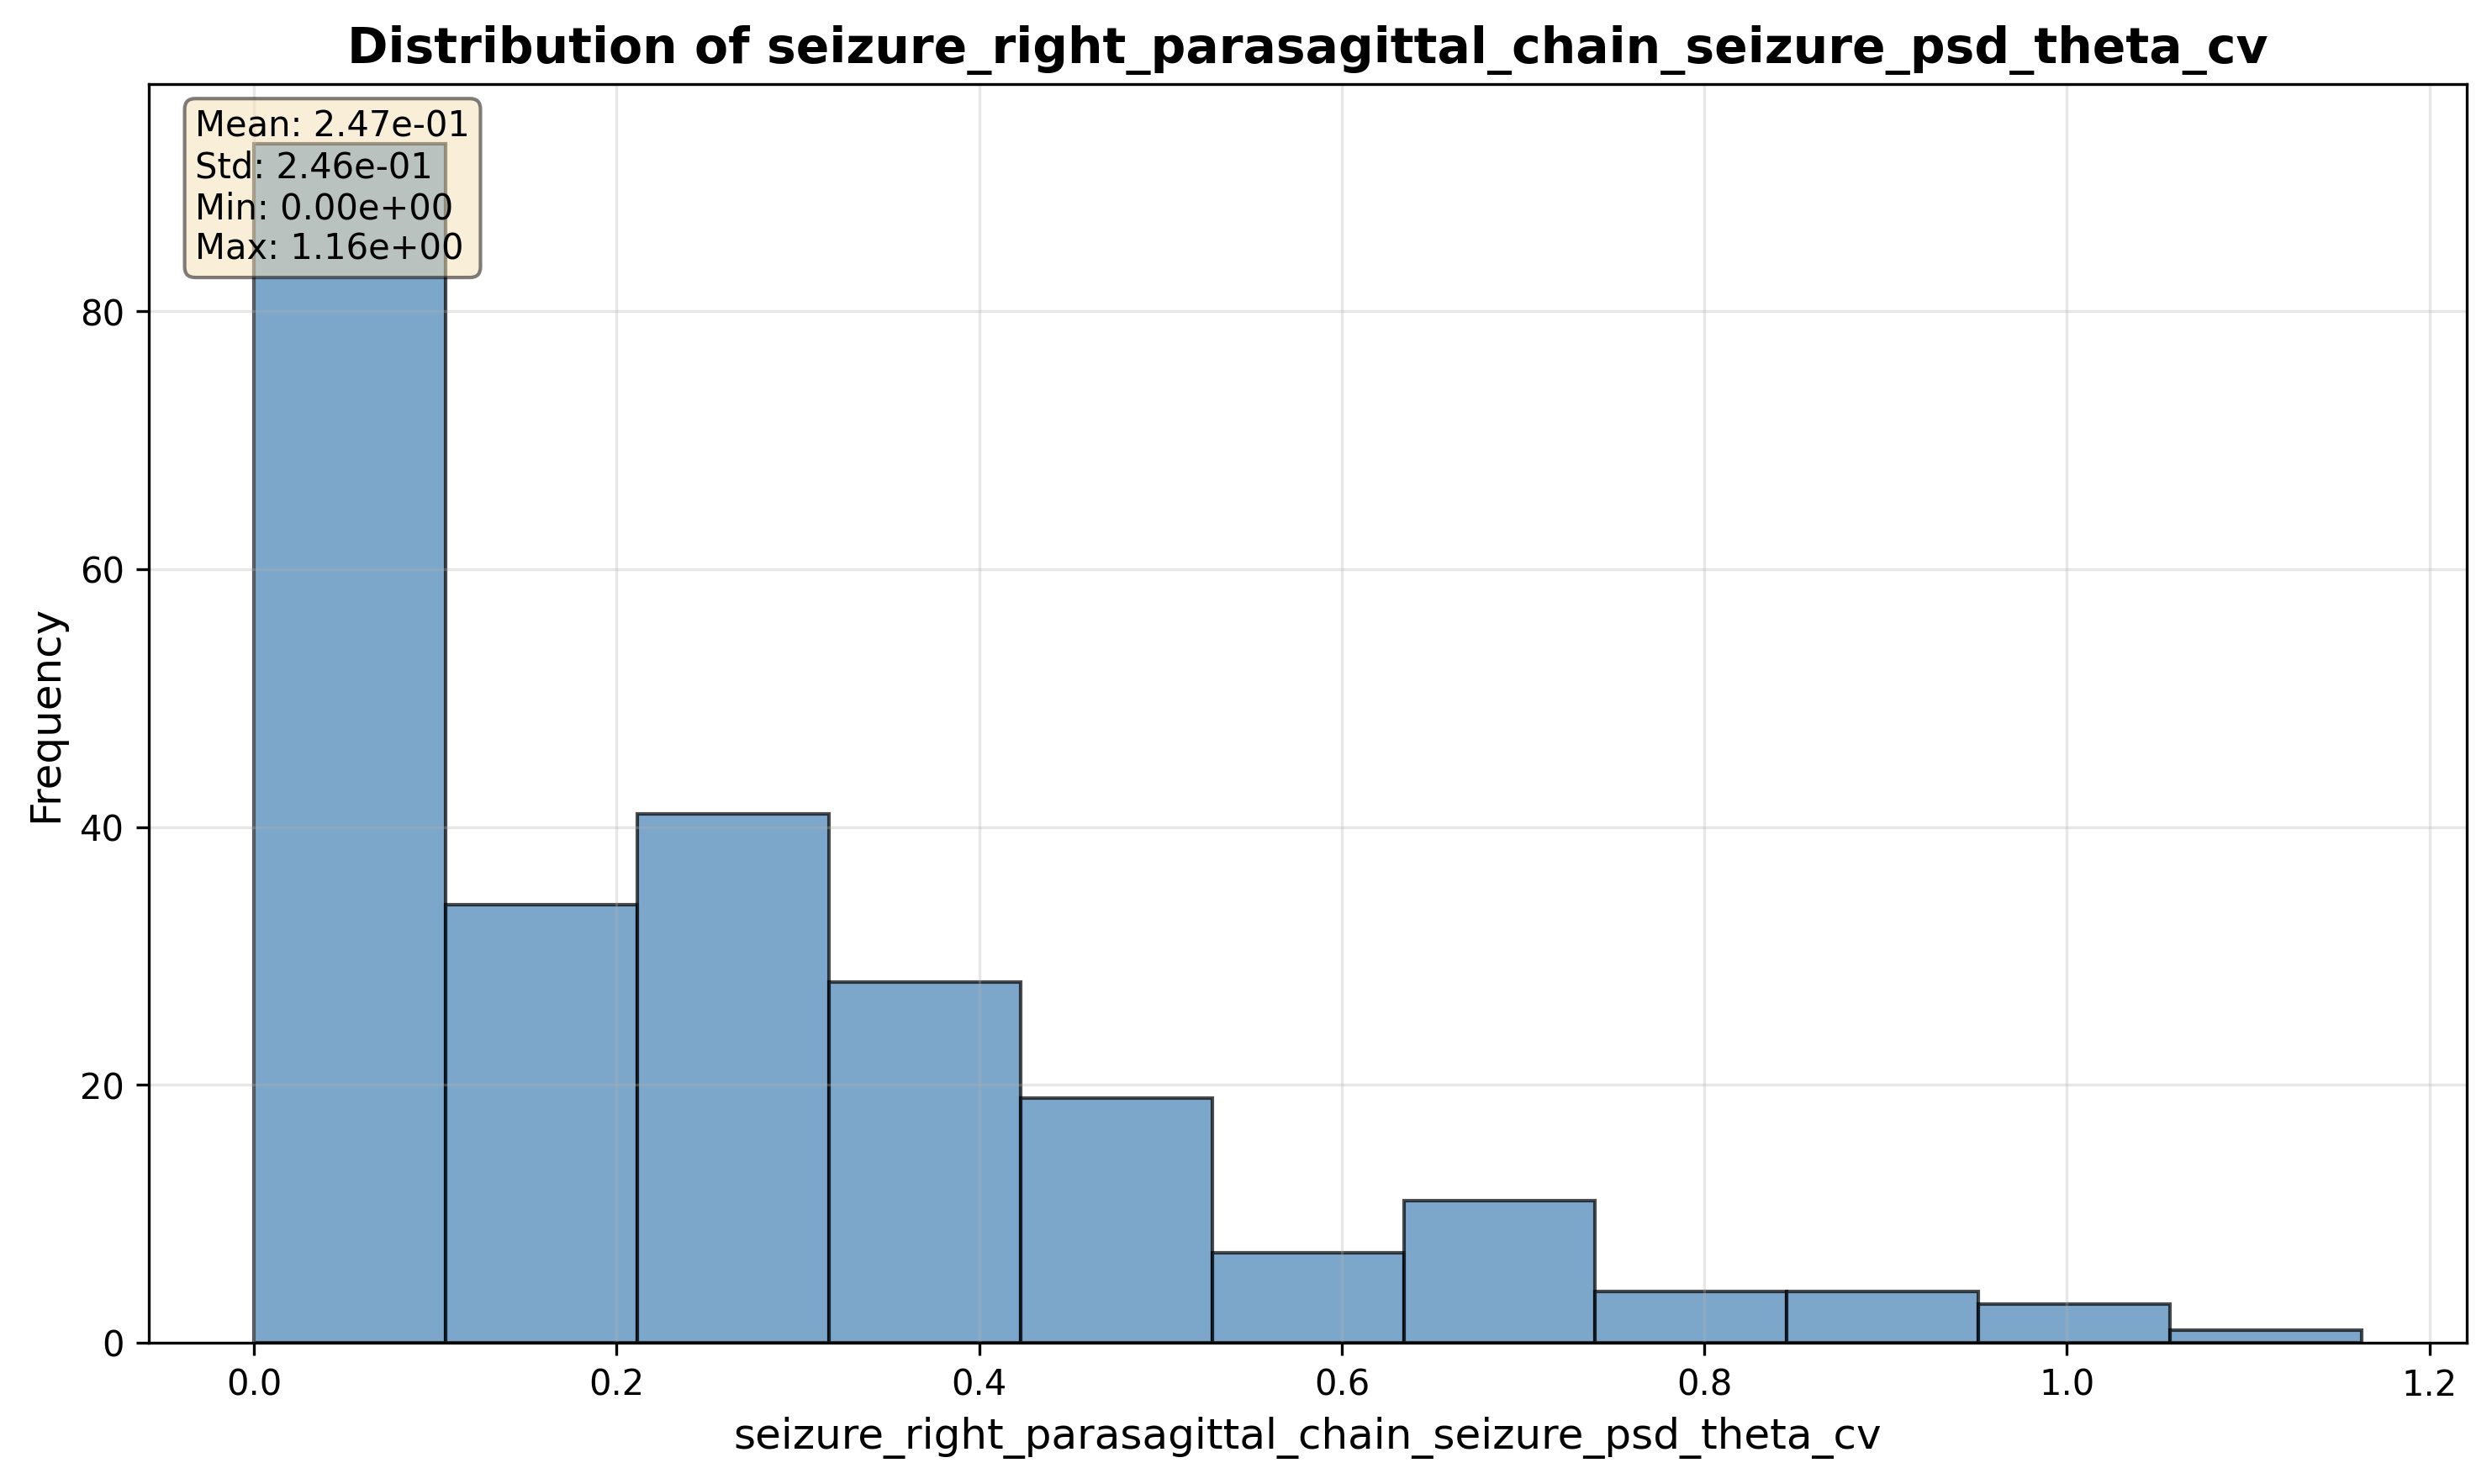 Distribution of seizure_right_parasagittal_chain_seizure_psd_theta_cv
Mean: 2.47e-01
Std: 2.46e-01
Min: 0.00e+00
Max: 1.16e+00
Frequency
80
60
40
20
0
0.0 0.2 0.4 0.6 0.8 1.0 1.2
seizure_right_parasagittal_chain_seizure_psd_theta_cv